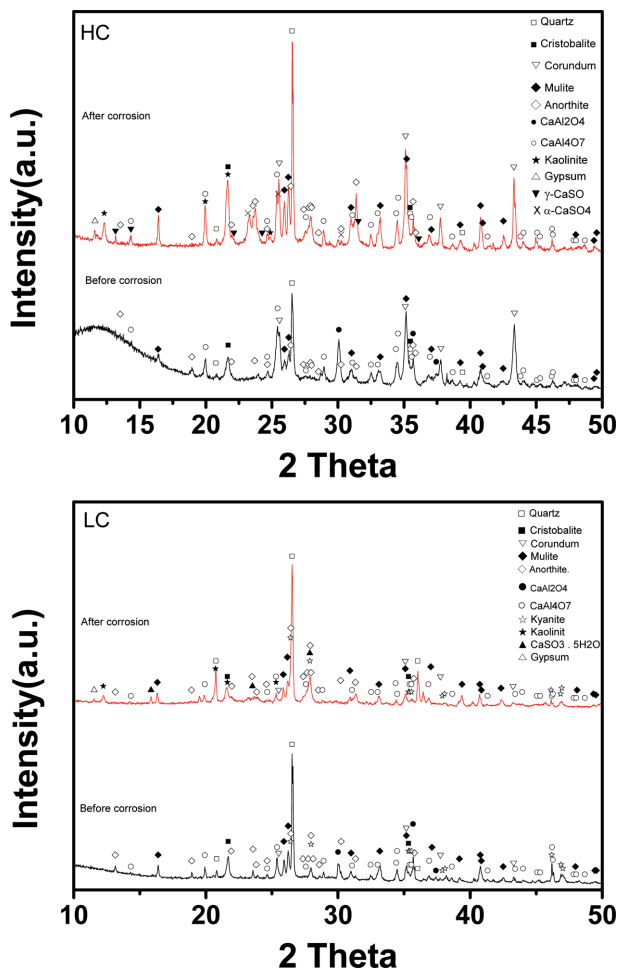 HC
Quartz
Cristobalite
Corundum
Mulite
Anorthite
CaAl2O4
CaAl4O7
Kaolinite
Gypsum
γ-CaSO
X α-CaSO4
After corrosion
Before corrosion
Intensity(a.u.)
10 15 20 25 30 35 40 45 50
2 Theta
LC
Quartz
Cristobalite
Corundum
Mulite
Anorthite.
CaAl2O4
CaAl4O7
Kyanite
Kaolinit
CaSO3 . 5H2O
Gypsum
After corrosion
Before corrosion
Intensity(a.u.)
10 15 20 25 30 35 40 45 50
2 Theta